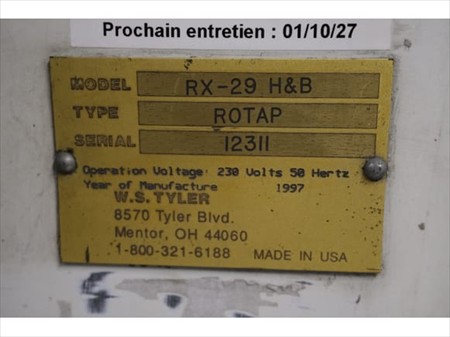 Prochain entretien : 01/10/27
MODEL RX-29 H&B
TYPE ROTAP
SERIAL 12311
Operation Voltage: 230 Volts 50 Hertz
Year of Manufacture 1997
W.S. TYLER
8570 Tyler Blvd.
Mentor, OH 44060
1-800-321-6188 MADE IN USA